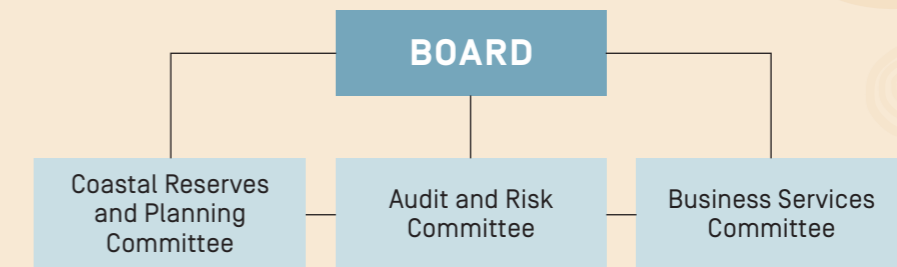 BOARD
Coastal Reserves
and Planning
Committee
Audit and Risk
Committee
Business Services
Committee